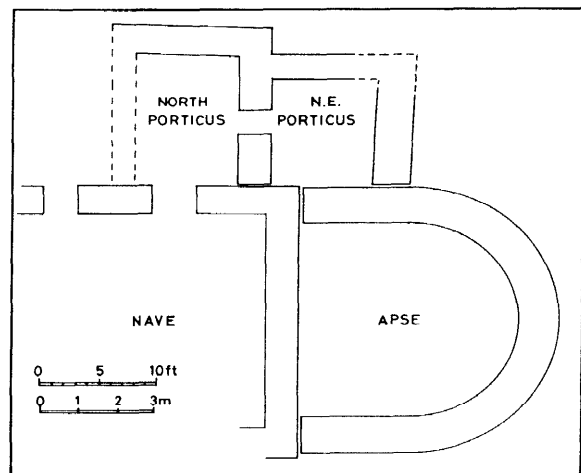 NORTH
PORTICUS
N.E.
PORTICUS
NAVE
APSE
0 5 10ft
0 1 2 3m